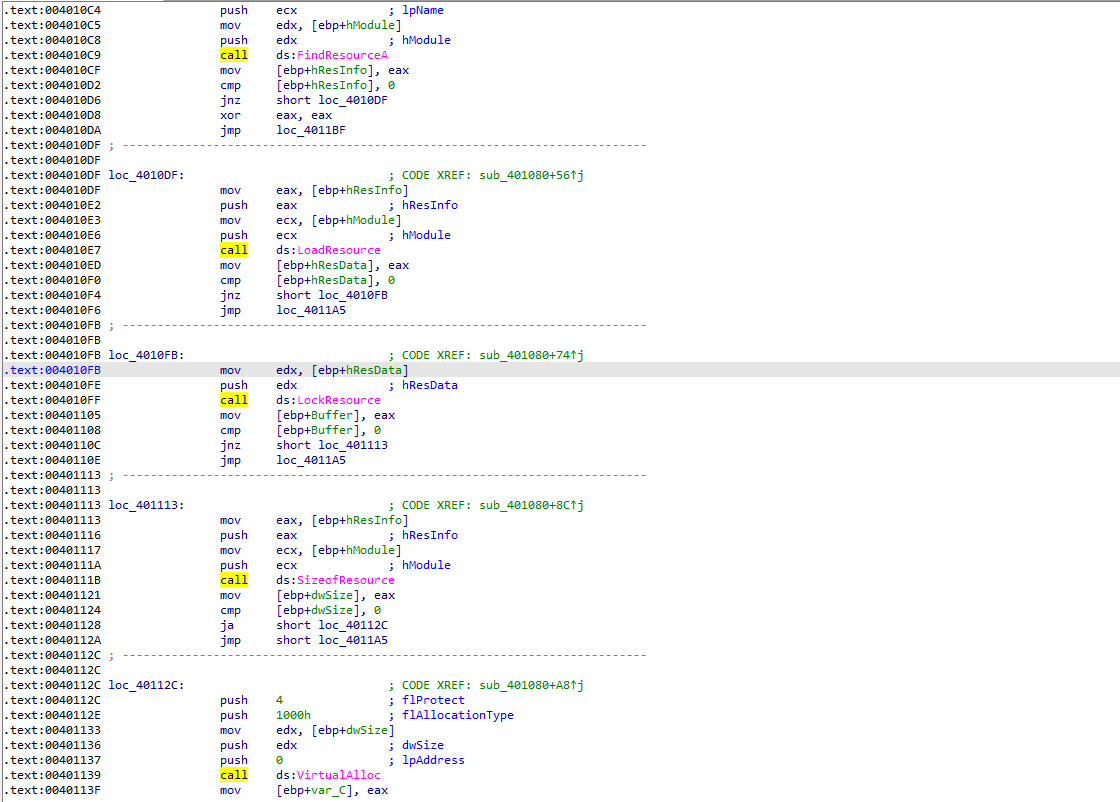 .text:004010C4 push ecx ; lpName
.text:004010C5 mov edx, [ebp+hModule]
.text:004010C8 push edx ; hModule
.text:004010C9 call ds:FindResourceA
.text:004010CF mov [ebp+hResInfo], eax
.text:004010D2 cmp [ebp+hResInfo], 0
.text:004010D6 jnz short loc_4010DF
.text:004010D8 xor eax, eax
.text:004010DA jmp loc_4011BF
.text:004010DF ; ---------------------------------------------------------------------------
.text:004010DF
.text:004010DF loc_4010DF: ; CODE XREF: sub_401080+56↑j
.text:004010DF mov eax, [ebp+hResInfo]
.text:004010E2 push eax ; hResInfo
.text:004010E3 mov ecx, [ebp+hModule]
.text:004010E6 push ecx ; hModule
.text:004010E7 call ds:LoadResource
.text:004010ED mov [ebp+hResData], eax
.text:004010F0 cmp [ebp+hResData], 0
.text:004010F4 jnz short loc_4010FB
.text:004010F6 jmp loc_4011A5
.text:004010FB ; ---------------------------------------------------------------------------
.text:004010FB
.text:004010FB loc_4010FB: ; CODE XREF: sub_401080+74↑j
.text:004010FB mov edx, [ebp+hResData]
.text:004010FE push edx ; hResData
.text:004010FF call ds:LockResource
.text:00401105 mov [ebp+Buffer], eax
.text:00401108 cmp [ebp+Buffer], 0
.text:0040110C jnz short loc_401113
.text:0040110E jmp loc_4011A5
.text:00401113 ; ---------------------------------------------------------------------------
.text:00401113
.text:00401113 loc_401113: ; CODE XREF: sub_401080+8C↑j
.text:00401113 mov eax, [ebp+hResInfo]
.text:00401116 push eax ; hResInfo
.text:00401117 mov ecx, [ebp+hModule]
.text:0040111A push ecx ; hModule
.text:0040111B call ds:SizeofResource
.text:00401121 mov [ebp+dwSize], eax
.text:00401124 cmp [ebp+dwSize], 0
.text:00401128 ja short loc_40112C
.text:0040112A jmp short loc_4011A5
.text:0040112C ; ---------------------------------------------------------------------------
.text:0040112C
.text:0040112C loc_40112C: ; CODE XREF: sub_401080+A8↑j
.text:0040112C push 4 ; flProtect
.text:0040112E push 1000h ; flAllocationType
.text:00401133 mov edx, [ebp+dwSize]
.text:00401136 push edx ; dwSize
.text:00401137 push 0 ; lpAddress
.text:00401139 call ds:VirtualAlloc
.text:0040113F mov [ebp+var_C], eax